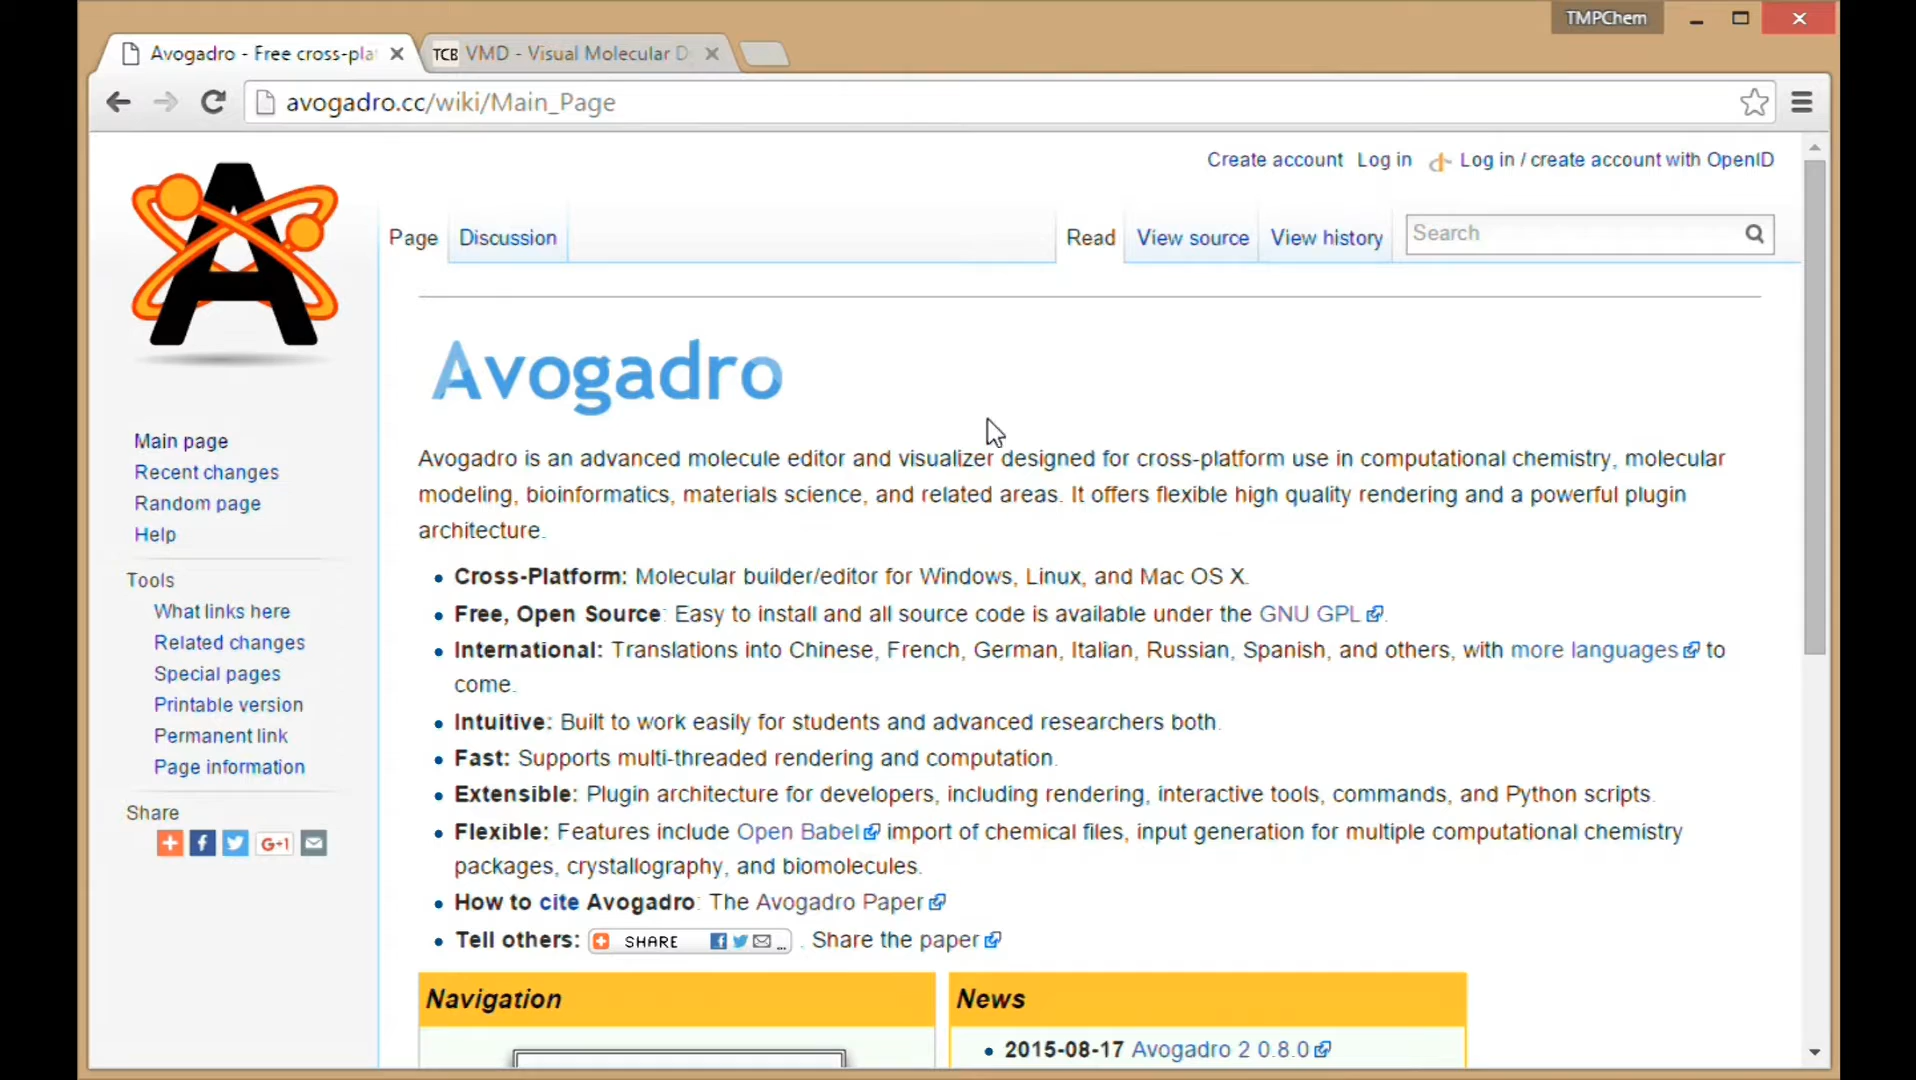 TMPChem
Avogadro - Free cross-pla
TCB VMD - Visual Molecular D
avogadro.cc/wiki/Main_Page
Create account Log in Log in / create account with OpenID
Page Discussion Read View source View history Search
Avogadro
Avogadro is an advanced molecule editor and visualizer designed for cross-platform use in computational chemistry, molecular
modeling, bioinformatics, materials science, and related areas. It offers flexible high quality rendering and a powerful plugin
architecture.
• Cross-Platform: Molecular builder/editor for Windows, Linux, and Mac OS X.
• Free, Open Source: Easy to install and all source code is available under the GNU GPL.
• International: Translations into Chinese, French, German, Italian, Russian, Spanish, and others, with more languages to
come.
• Intuitive: Built to work easily for students and advanced researchers both.
• Fast: Supports multi-threaded rendering and computation.
• Extensible: Plugin architecture for developers, including rendering, interactive tools, commands, and Python scripts.
• Flexible: Features include Open Babel import of chemical files, input generation for multiple computational chemistry
packages, crystallography, and biomolecules.
• How to cite Avogadro: The Avogadro Paper
• Tell others: SHARE ... . Share the paper
Navigation
News
• 2015-08-17 Avogadro 2 0.8.0
A
Main page
Recent changes
Random page
Help
Tools
What links here
Related changes
Special pages
Printable version
Permanent link
Page information
Share
G+1